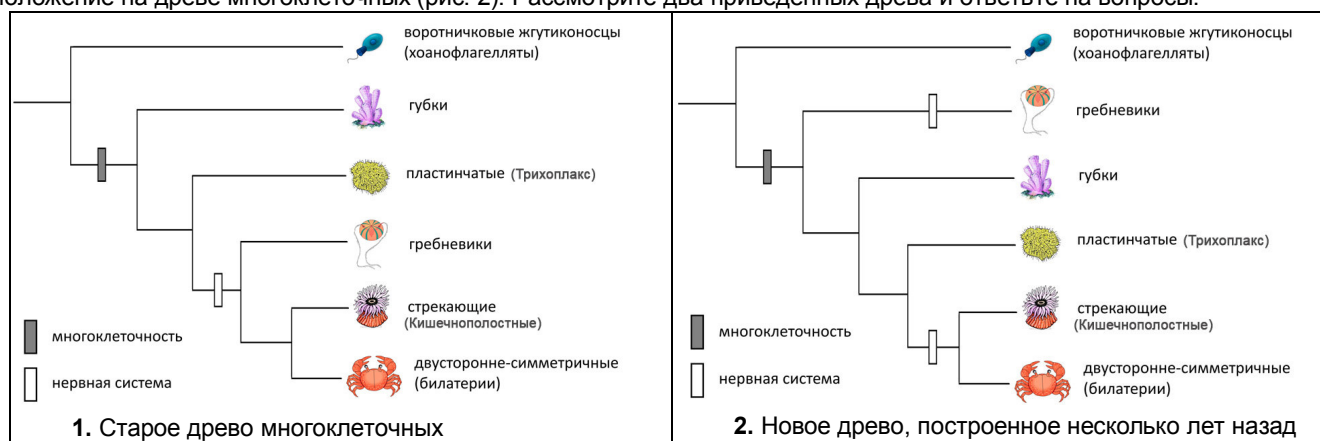 положение на древе многоклеточных (рис. 2). Рассмотрите два приведенных древа и ответьте на вопросы.
воротничковые жгутиконосцы
(хоанофлагелляты)
губки
пластинчатые (Трихоплакс)
гребневики
стрекающие
(Кишечнополостные)
двусторонне-симметричные
(билатерии)
многоклеточность
нервная система
1. Старое древо многоклеточных
воротничковые жгутиконосцы
(хоанофлагелляты)
гребневики
губки
пластинчатые (Трихоплакс)
стрекающие
(Кишечнополостные)
двусторонне-симметричные
(билатерии)
многоклеточность
нервная система
2. Новое древо, построенное несколько лет назад